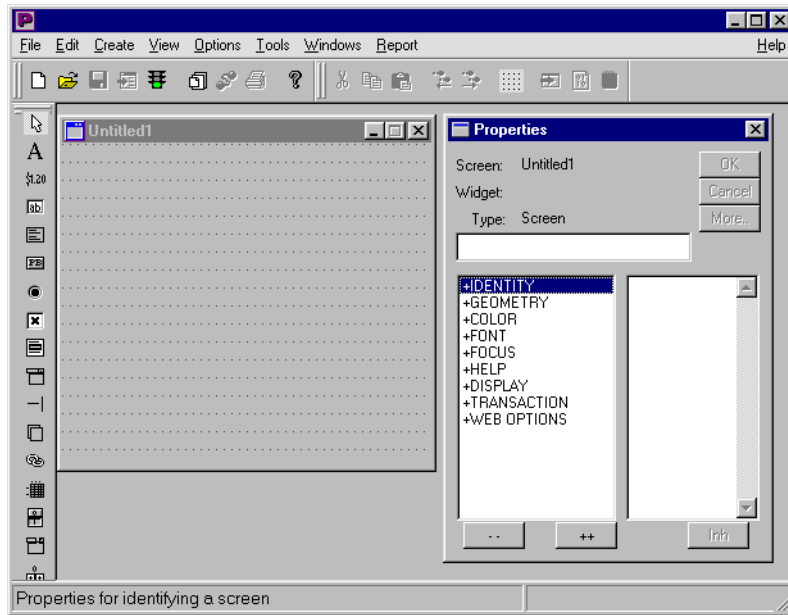 P
File Edit Create View Options Tools Windows Report Help
Untitled1
A
$1.20
ab
PB
Properties
Screen: Untitled1
OK
Widget:
Cancel
Type: Screen
More..
+IDENTITY
+GEOMETRY
+COLOR
+FONT
+FOCUS
+HELP
+DISPLAY
+TRANSACTION
+WEB OPTIONS
- -
++
Inh
Properties for identifying a screen